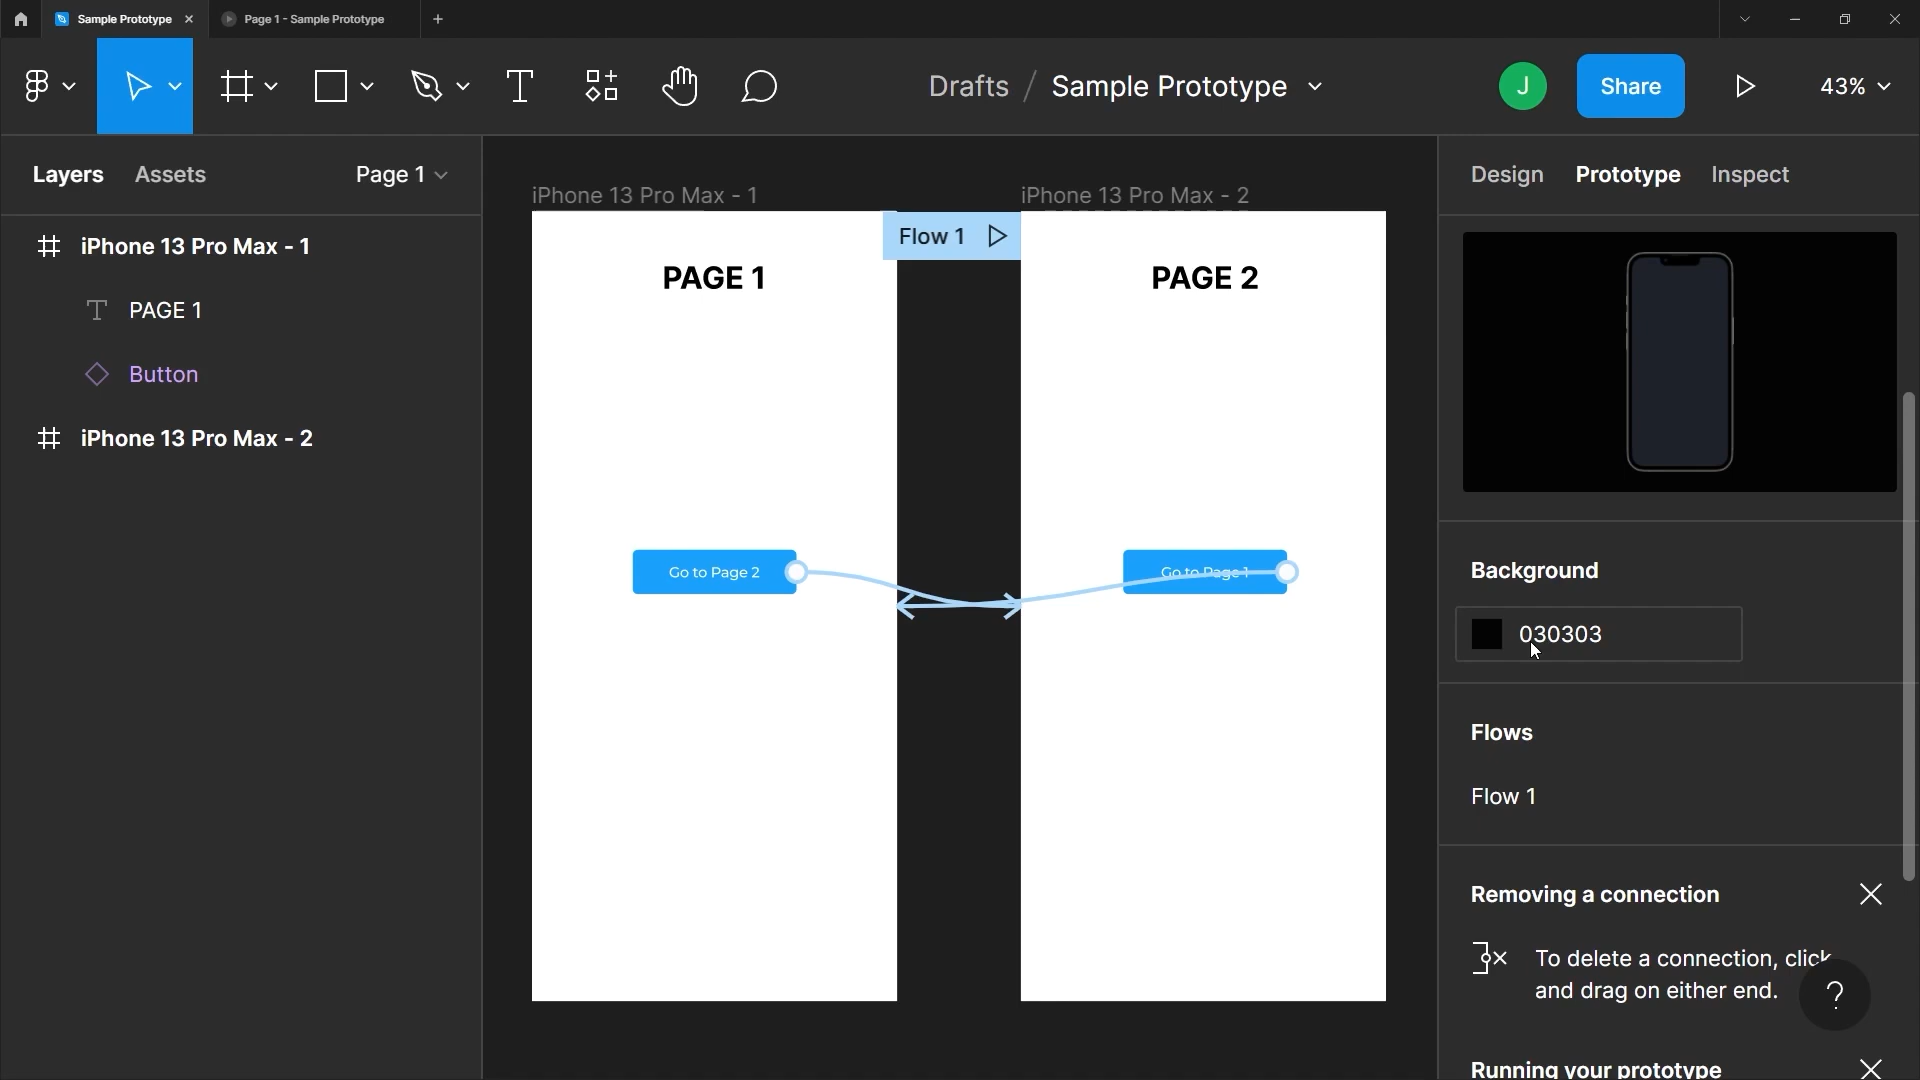 Sample Prototype
Page 1 - Sample Prototype
Drafts / Sample Prototype
J
Share
43%
Layers
Assets
Page 1
iPhone 13 Pro Max - 1
PAGE 1
Button
iPhone 13 Pro Max - 2
iPhone 13 Pro Max - 1
iPhone 13 Pro Max - 2
Flow 1
PAGE 1
PAGE 2
Go to Page 2
Go to Page 1
Design
Prototype
Inspect
Background
030303
Flows
Flow 1
Removing a connection
To delete a connection, click
and drag on either end.
?
Running your prototype